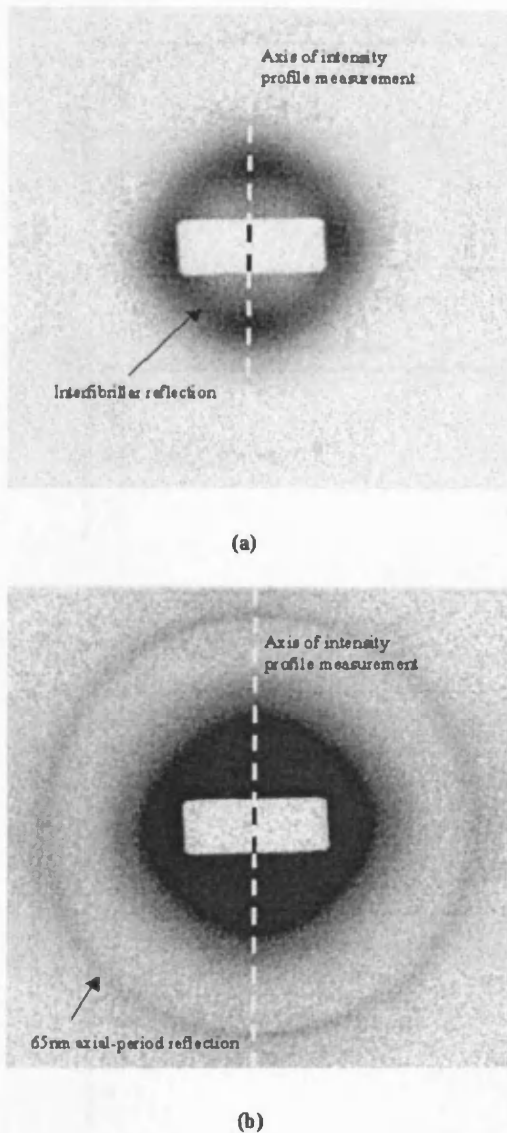 Axis of intensity
profile measurement
Interfibrillar reflection
(a)
Axis of intensity
profile measurement
65nm axial-period reflection
(b)